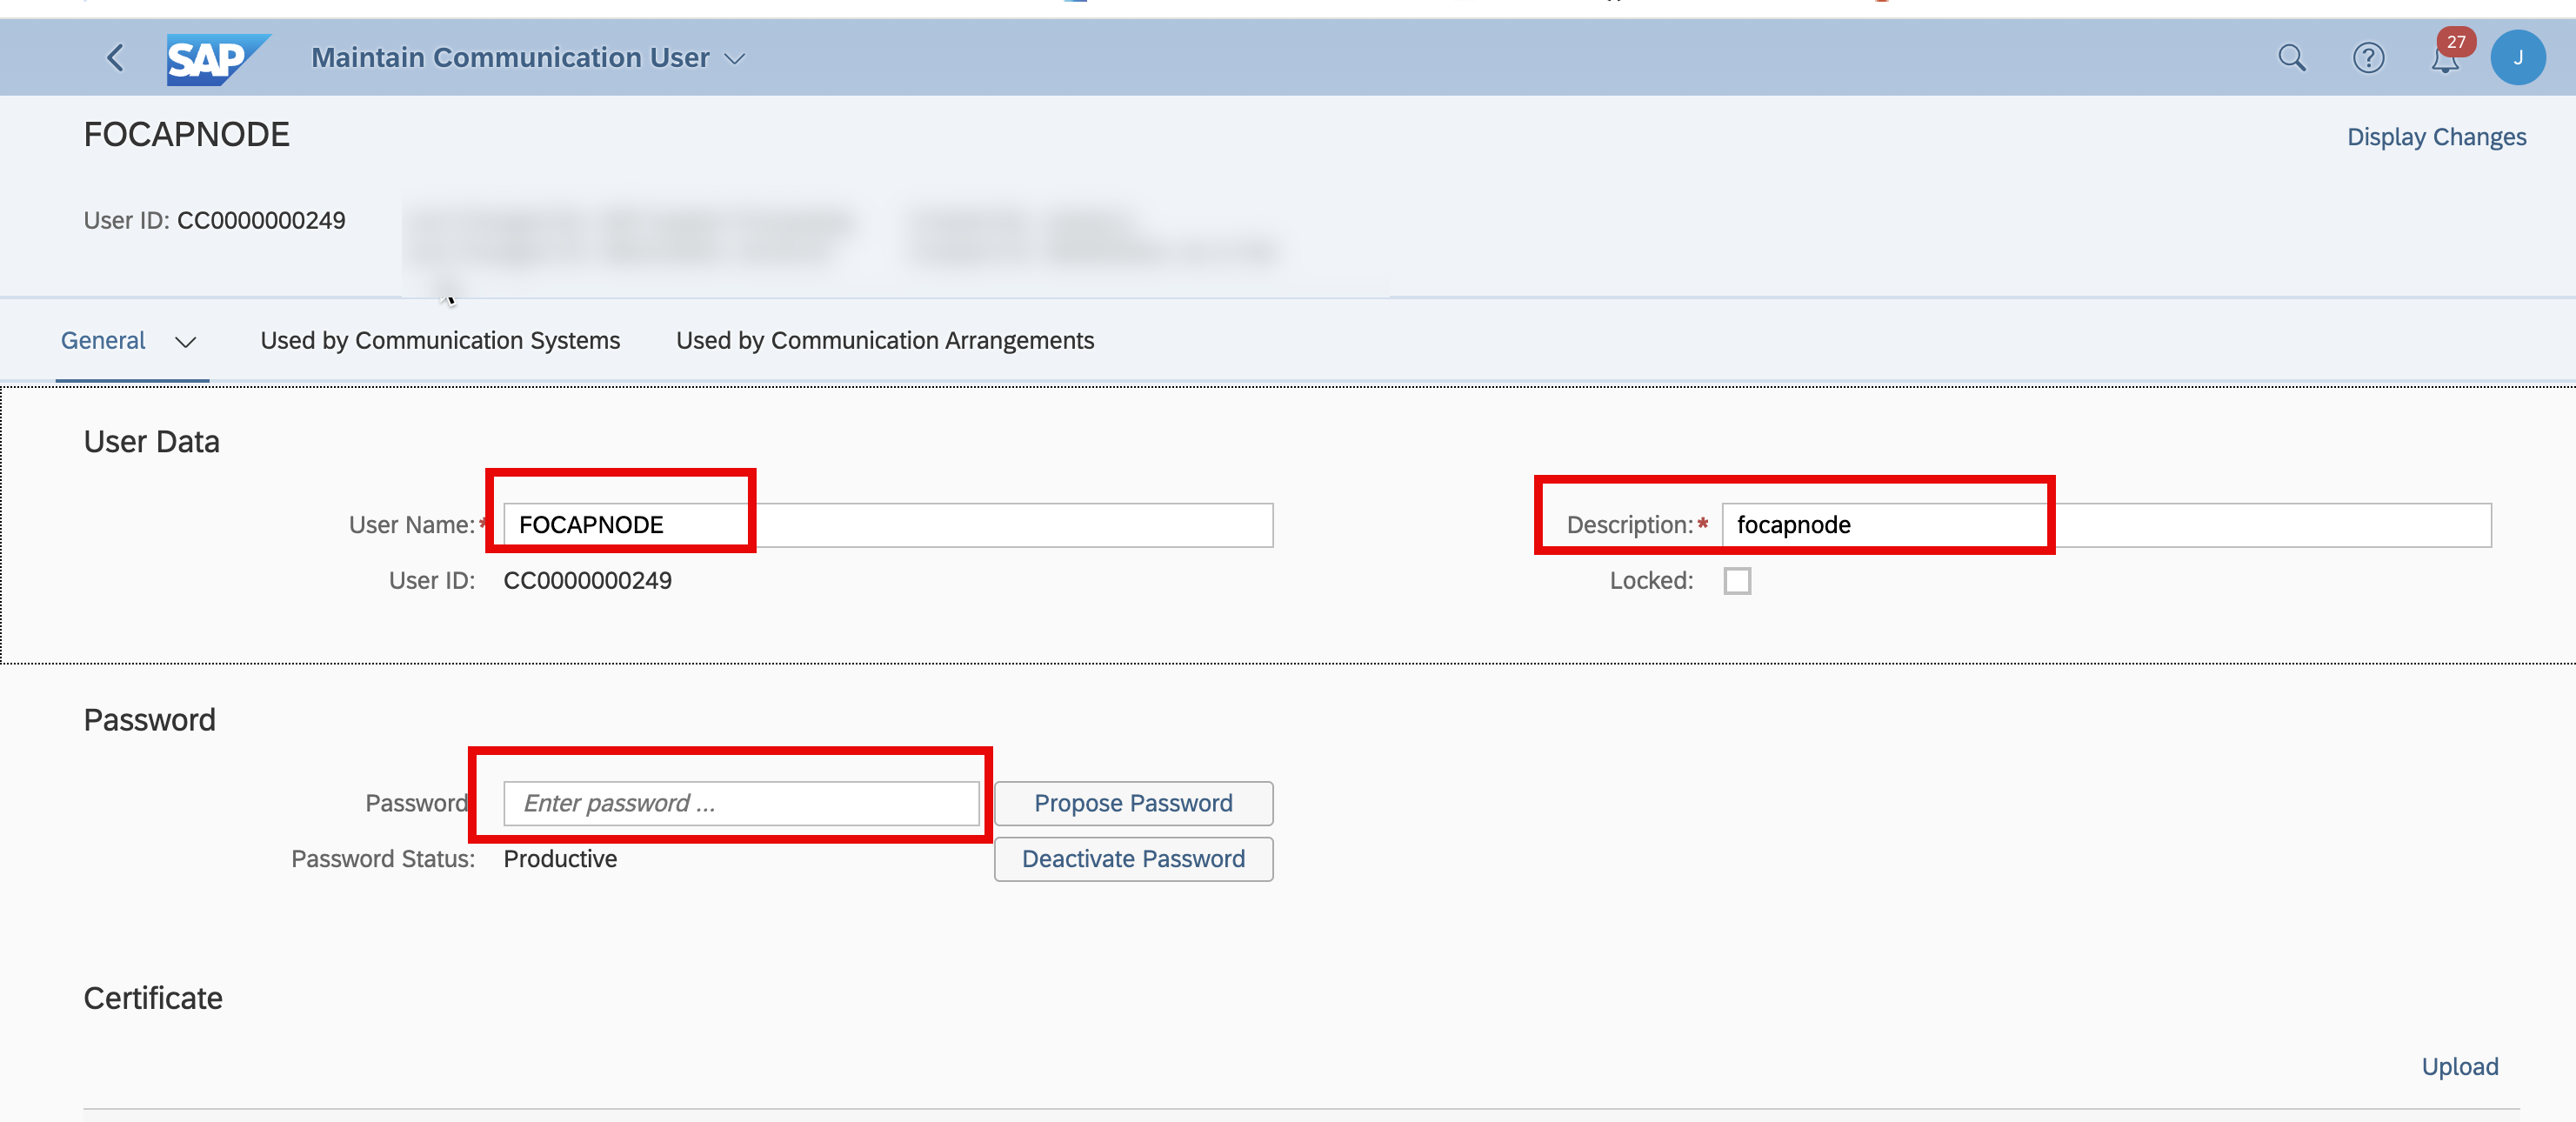 SAP Maintain Communication User 27 J
FOCAPNODE Display Changes
User ID: CC0000000249
General Used by Communication Systems Used by Communication Arrangements
User Data
User Name:* FOCAPNODE Description:* focapnode
User ID: CC0000000249 Locked:
Password
Password Enter password ... Propose Password
Password Status: Productive Deactivate Password
Certificate
Upload